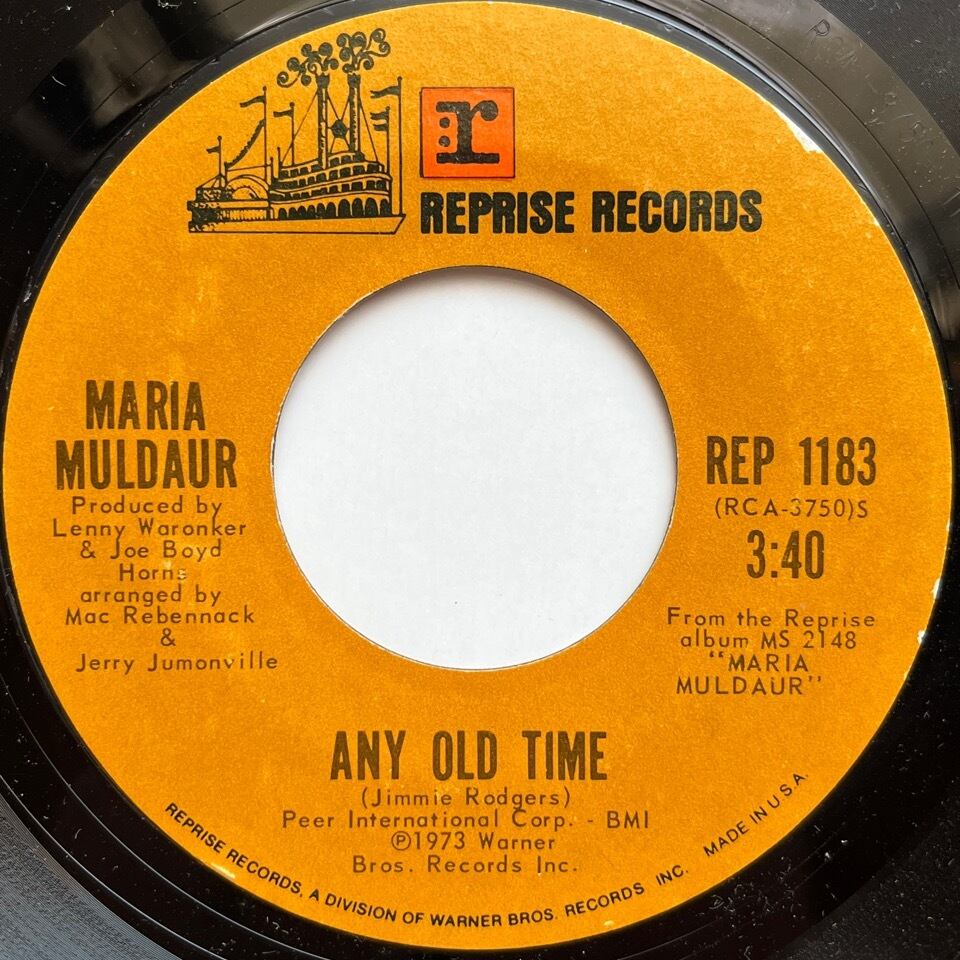 r
REPRISE RECORDS
MARIA
MULDAUR
Produced by
Lenny Waronker
& Joe Boyd
Horns
arranged by
Mac Rebennack
&
Jerry Jumonville
REP 1183
(RCA-3750)S
3:40
From the Reprise
album MS 2148
"MARIA
MULDAUR"
ANY OLD TIME
(Jimmie Rodgers)
Peer International Corp. - BMI
℗1973 Warner
Bros. Records Inc.
REPRISE RECORDS, A DIVISION OF WARNER BROS. RECORDS INC. MADE IN U.S.A.